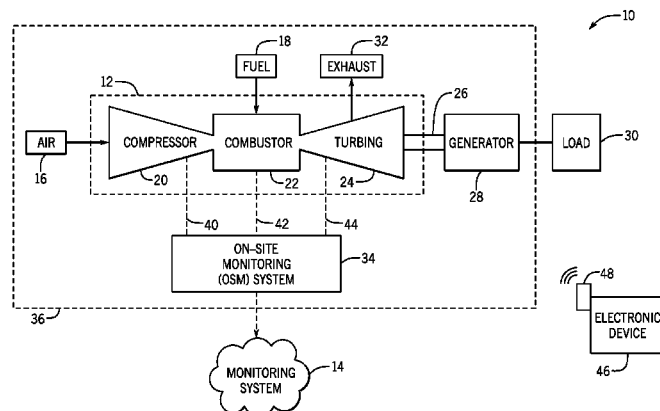 10
18
FUEL
32
EXHAUST
12
26
AIR
16
COMPRESSOR
COMBUSTOR
TURBING
GENERATOR
LOAD
30
20
22
24
28
40
42
44
ON-SITE
MONITORING
(OSM) SYSTEM
34
36
48
ELECTRONIC
DEVICE
46
MONITORING
SYSTEM
14